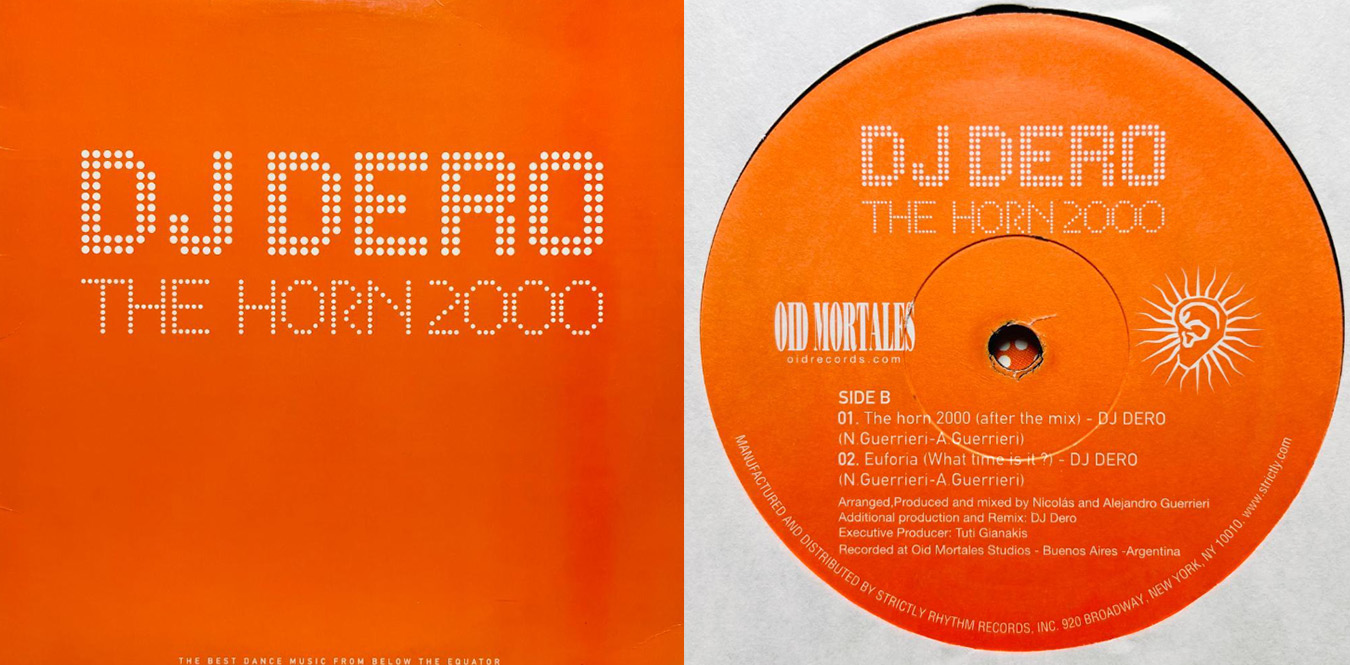 DJ DERO
THE HORN 2000
THE BEST DANCE MUSIC FROM BELOW THE EQUATOR
DJ DERO
THE HORN 2000
OID MORTALES
oidrecords.com
SIDE B
01. The horn 2000 (after the mix) - DJ DERO
(N.Guerrieri-A.Guerrieri)
02. Euforia (What time is it ?) - DJ DERO
(N.Guerrieri-A.Guerrieri)
Arranged,Produced and mixed by Nicolás and Alejandro Guerrieri
Additional production and Remix: DJ Dero
Executive Producer: Tuti Gianakis
Recorded at Oid Mortales Studios - Buenos Aires -Argentina
MANUFACTURED AND DISTRIBUTED BY STRICTLY RHYTHM RECORDS, INC. 920 BROADWAY, NEW YORK, NY 10010. www.strictly.com